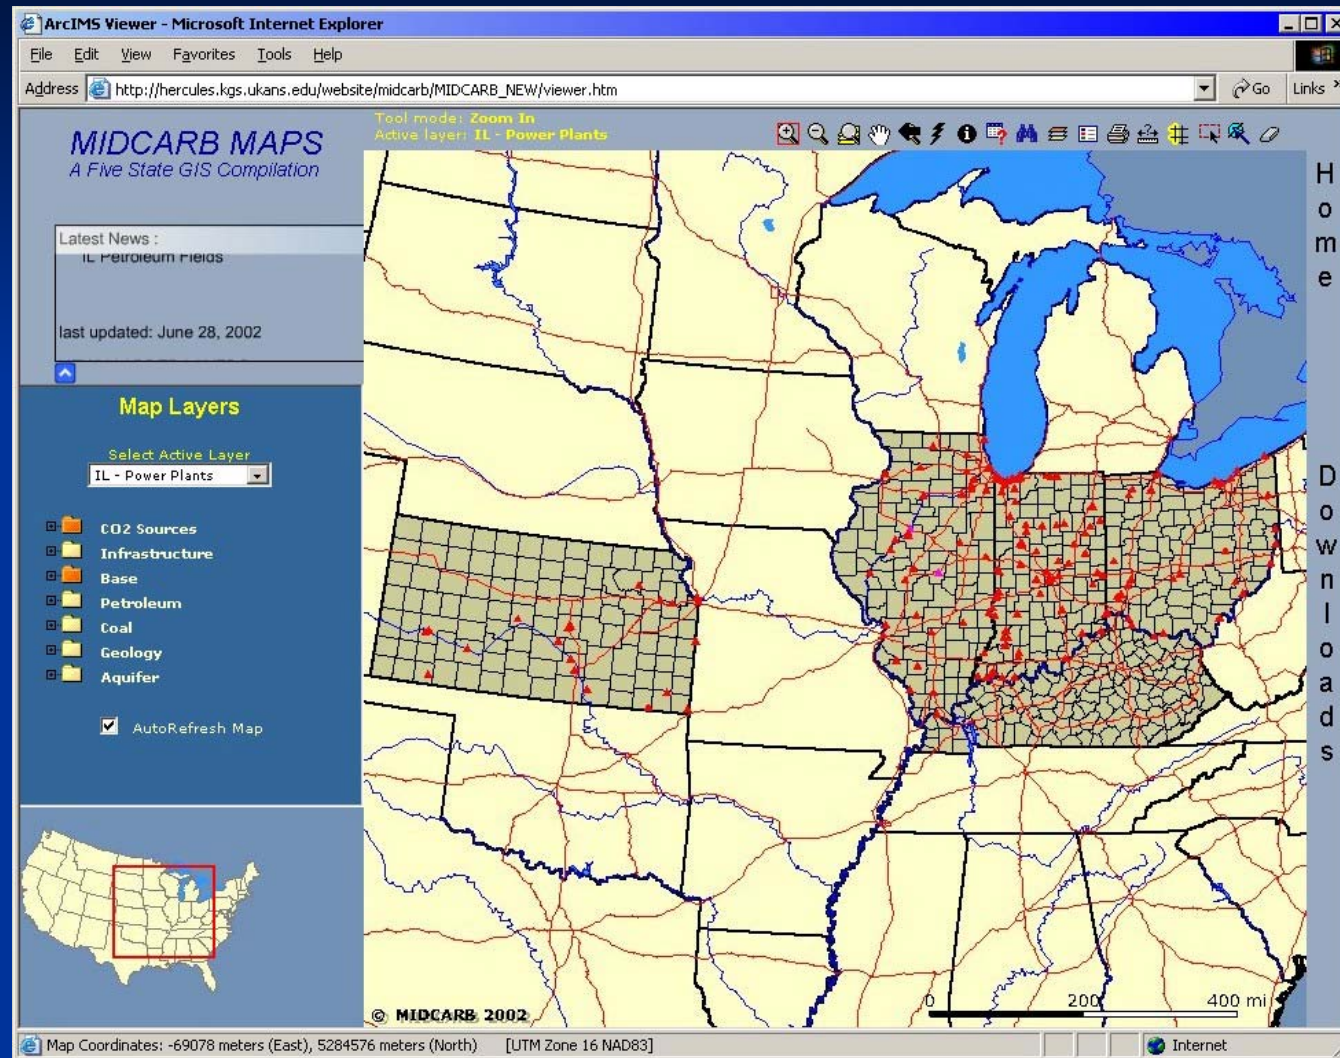 ArcIMS Viewer - Microsoft Internet Explorer
File Edit View Favorites Tools Help
Address http://hercules.kgs.ukans.edu/website/midcarb/MIDCARB_NEW/viewer.htm Go Links
MIDCARB MAPS
A Five State GIS Compilation
Tool mode: Zoom In
Active layer: IL - Power Plants
Latest News :
IL Petroleum Fields
last updated: June 28, 2002
Map Layers
Select Active Layer
IL - Power Plants
CO2 Sources
Infrastructure
Base
Petroleum
Coal
Geology
Aquifer
AutoRefresh Map
Home
Downloads
© MIDCARB 2002
0 200 400 mi
Map Coordinates: -69078 meters (East), 5284576 meters (North) [UTM Zone 16 NAD83] Internet